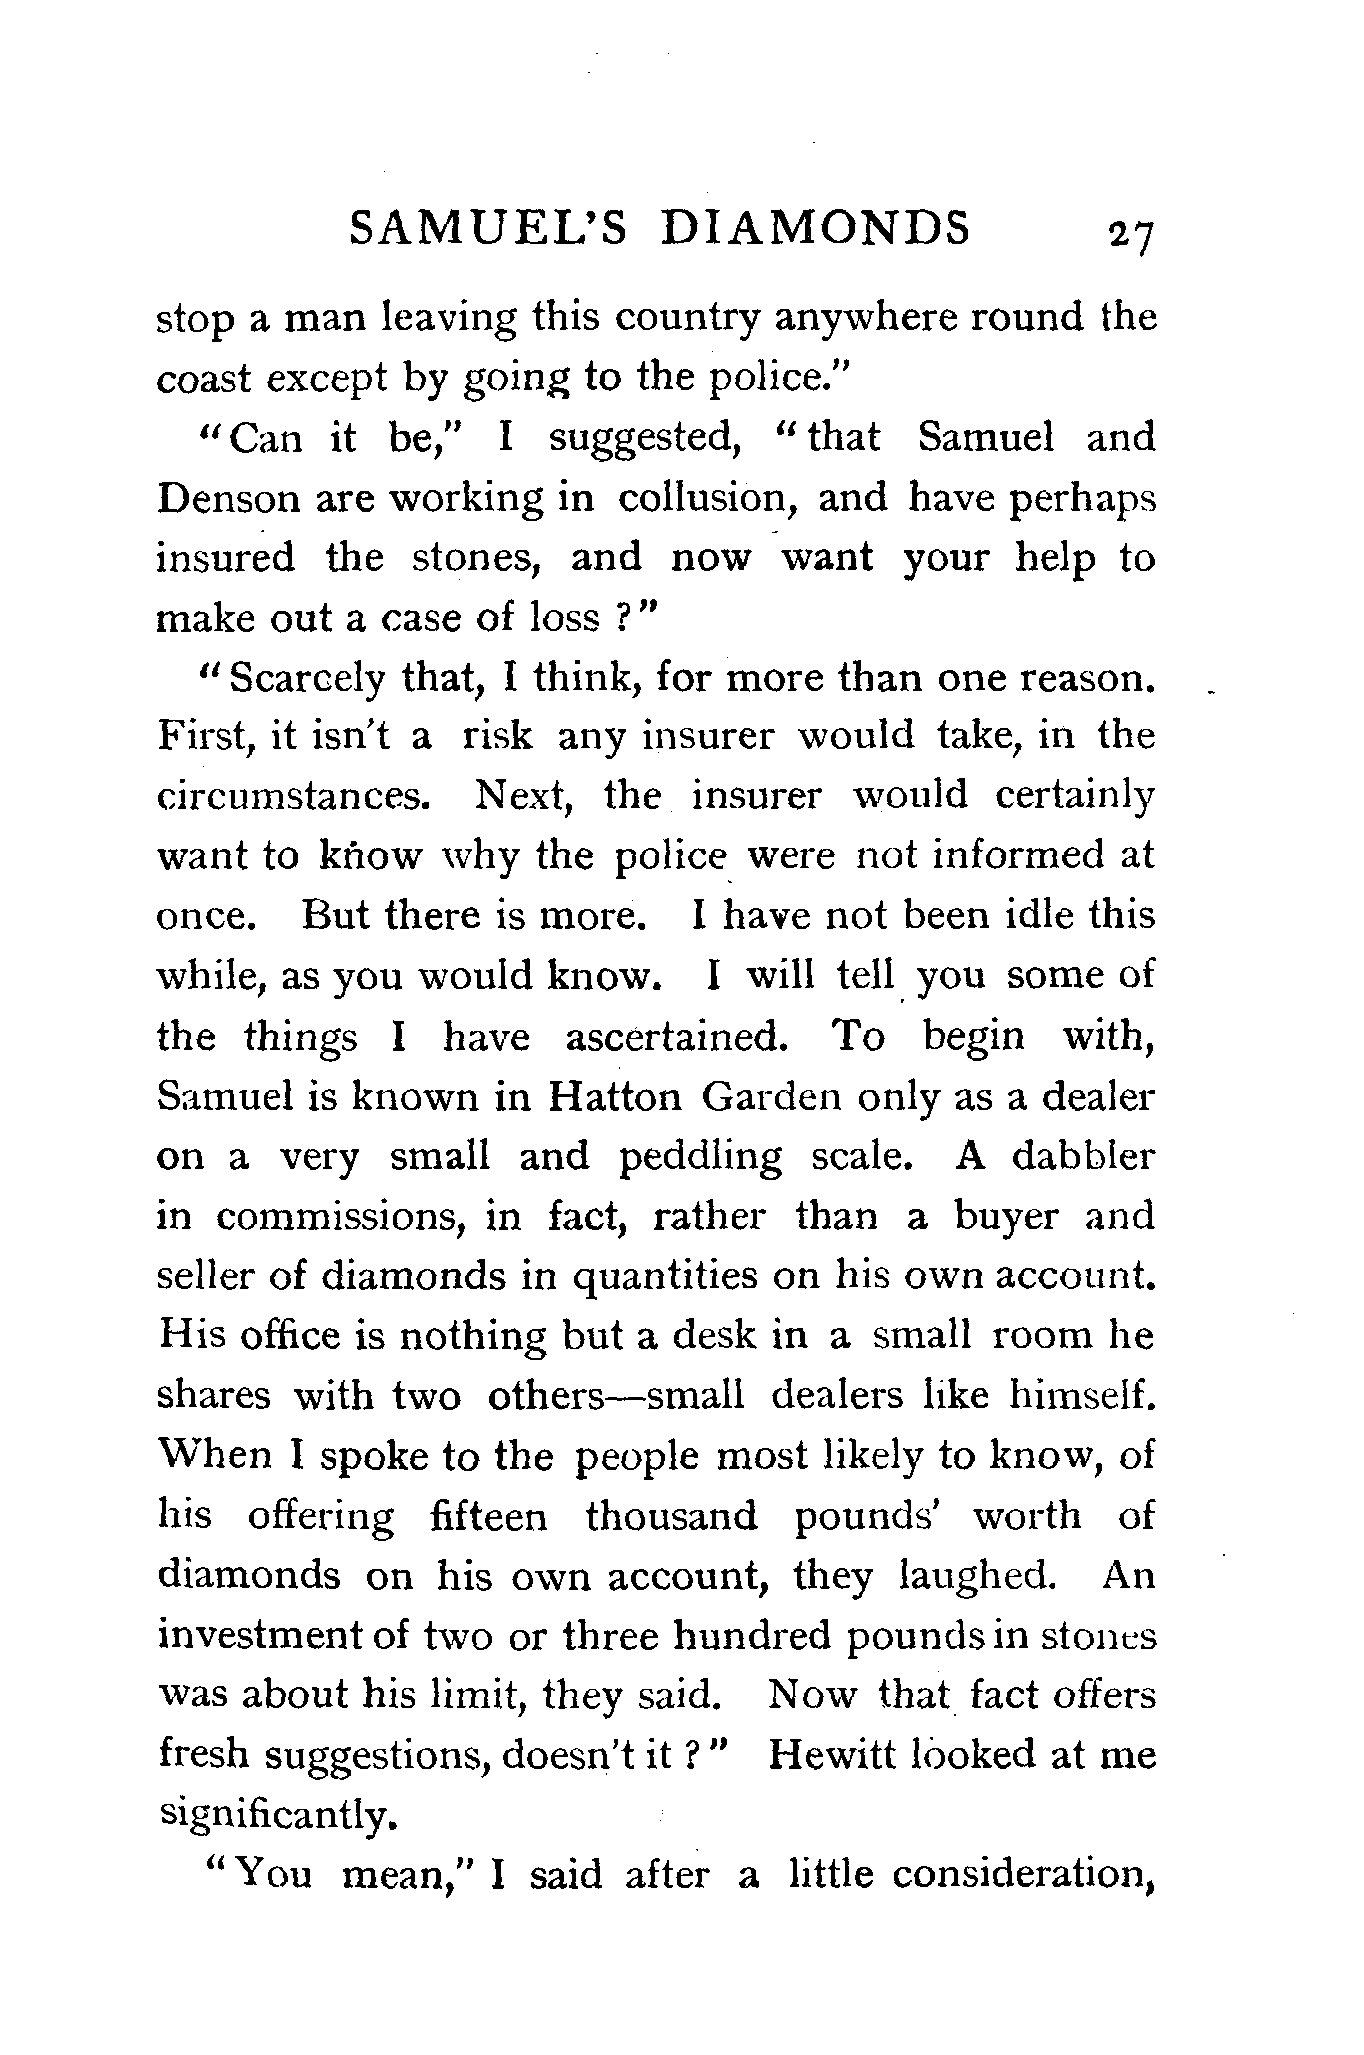 SAMUEL'S DIAMONDS 27
stop a man leaving this country anywhere round the
coast except by going to the police."
"Can it be," I suggested, "that Samuel and
Denson are working in collusion, and have perhaps
insured the stones, and now want your help to
make out a case of loss ?"
"Scarcely that, I think, for more than one reason.
First, it isn't a risk any insurer would take, in the
circumstances. Next, the insurer would certainly
want to know why the police were not informed at
once. But there is more. I have not been idle this
while, as you would know. I will tell you some of
the things I have ascertained. To begin with,
Samuel is known in Hatton Garden only as a dealer
on a very small and peddling scale. A dabbler
in commissions, in fact, rather than a buyer and
seller of diamonds in quantities on his own account.
His office is nothing but a desk in a small room he
shares with two others—small dealers like himself.
When I spoke to the people most likely to know, of
his offering fifteen thousand pounds' worth of
diamonds on his own account, they laughed. An
investment of two or three hundred pounds in stones
was about his limit, they said. Now that fact offers
fresh suggestions, doesn't it ?" Hewitt looked at me
significantly.
"You mean," I said after a little consideration,